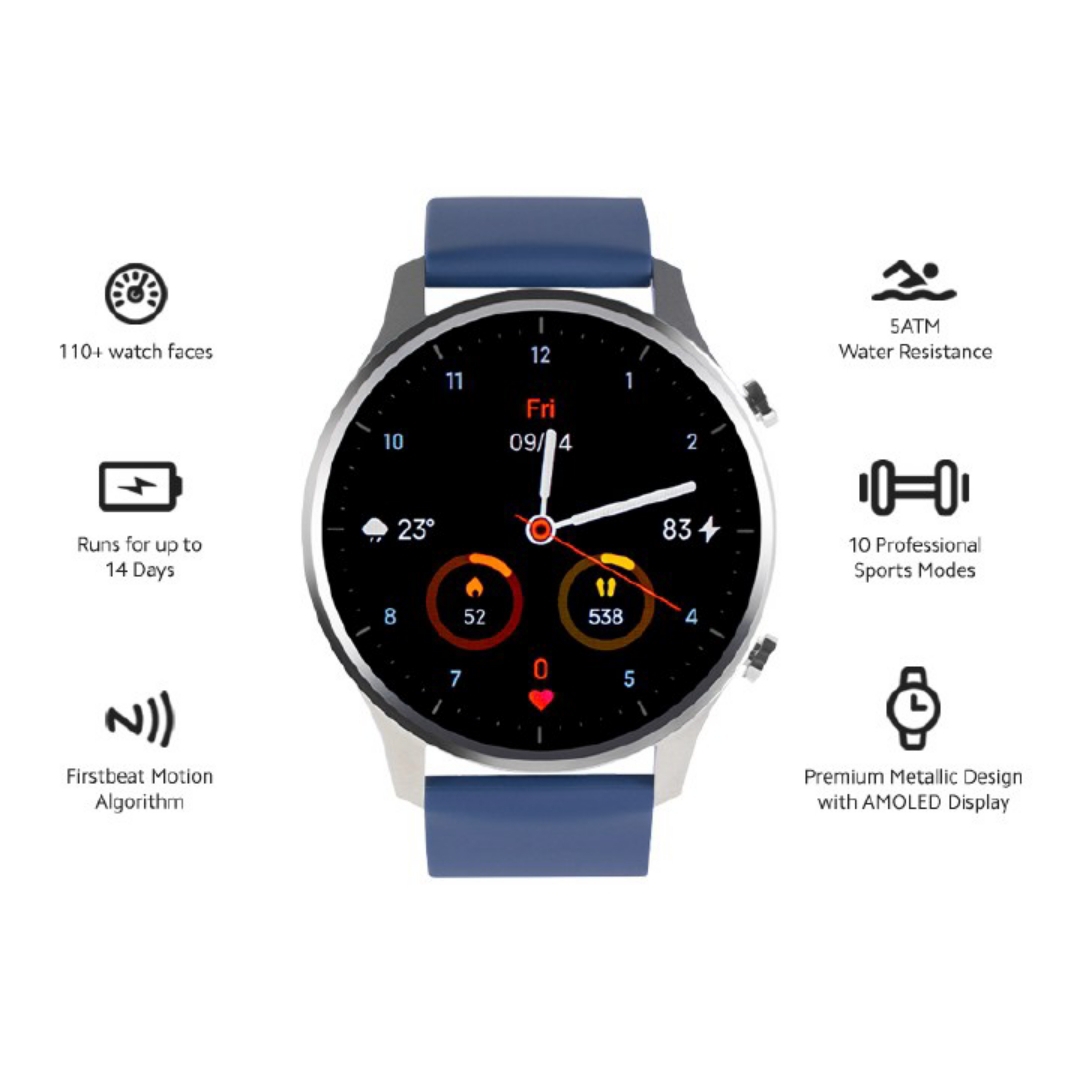 110+ watch faces
Runs for up to
14 Days
Firstbeat Motion
Algorithm
12
11
1
Fri
10
2
23°
83
52
538
8
4
0
7
5
5ATM
Water Resistance
10 Professional
Sports Modes
Premium Metallic Design
with AMOLED Display